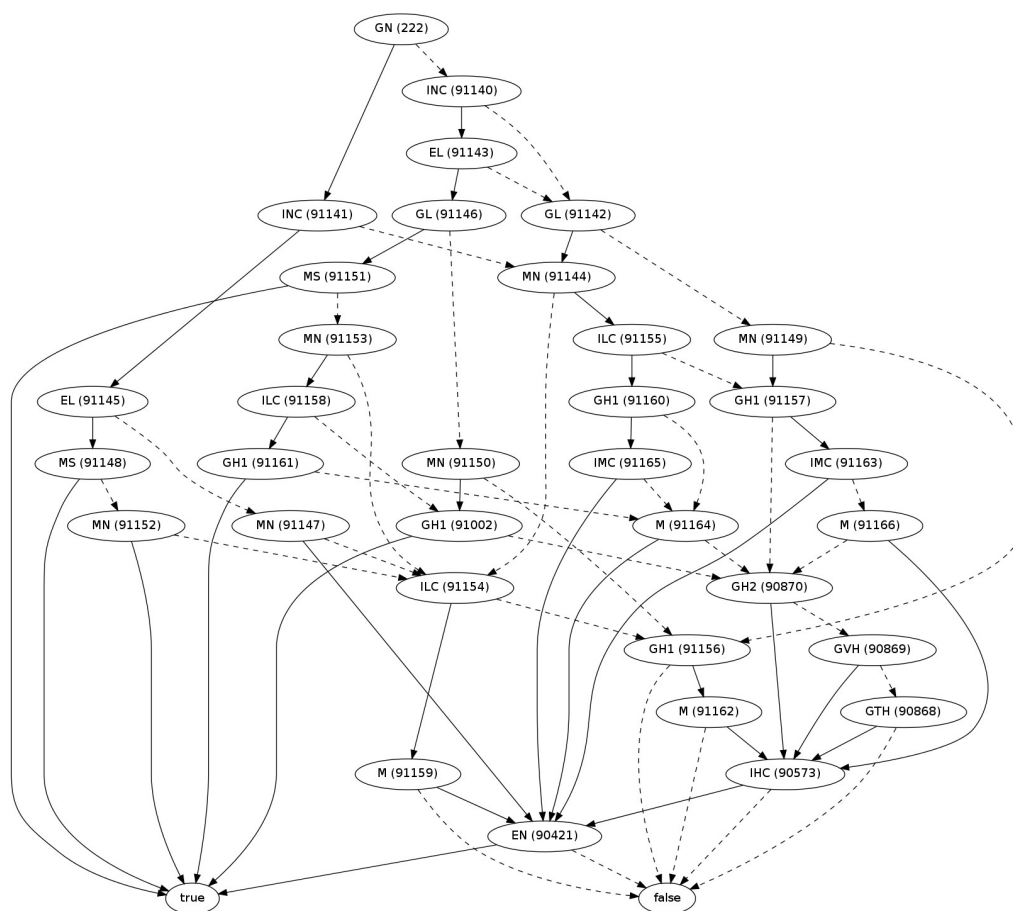 GN (222)
INC (91140)
EL (91143)
INC (91141)
GL (91146)
GL (91142)
MS (91151)
MN (91144)
MN (91153)
ILC (91155)
MN (91149)
EL (91145)
ILC (91158)
GH1 (91160)
GH1 (91157)
MS (91148)
GH1 (91161)
MN (91150)
IMC (91165)
IMC (91163)
MN (91152)
MN (91147)
GH1 (91002)
M (91164)
M (91166)
ILC (91154)
GH2 (90870)
GH1 (91156)
GVH (90869)
M (91162)
GTH (90868)
M (91159)
IHC (90573)
EN (90421)
true
false